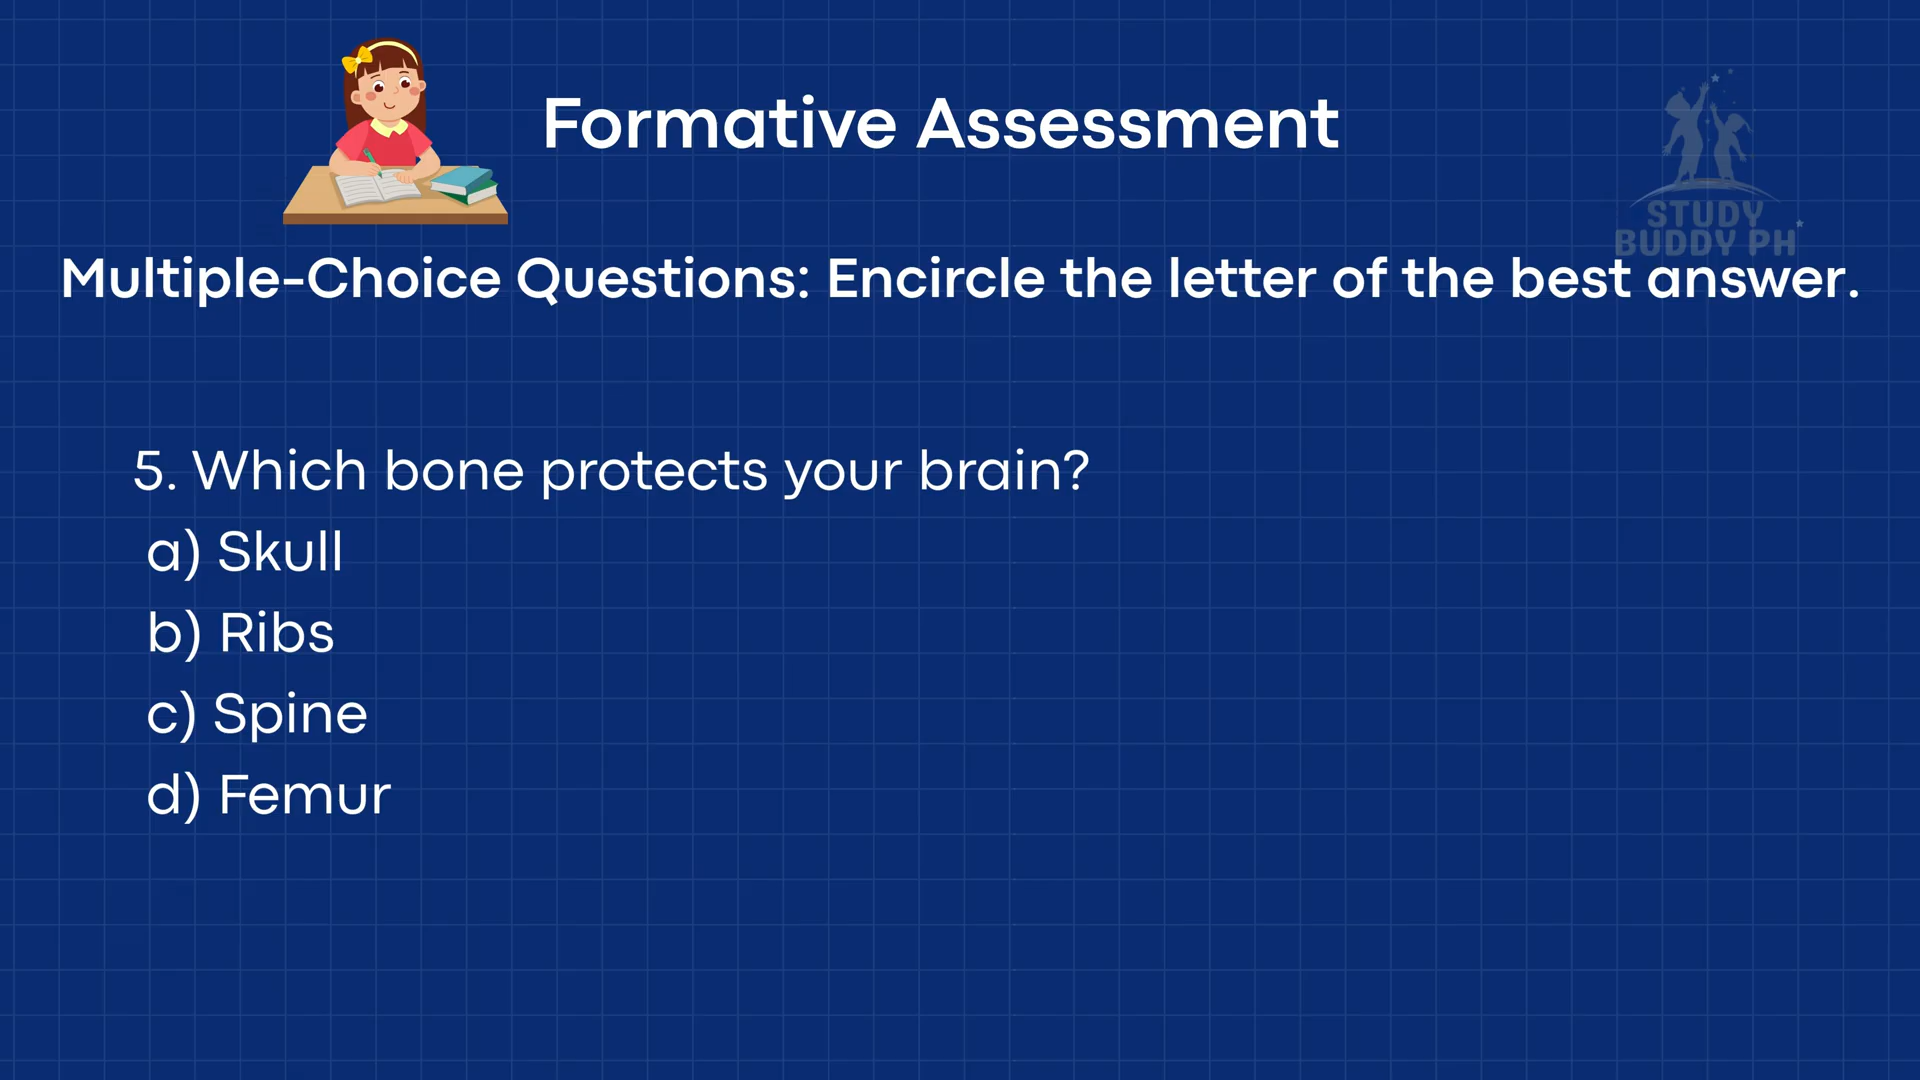 Formative Assessment
STUDY
BUDDY PH
Multiple-Choice Questions: Encircle the letter of the best answer.
5. Which bone protects your brain?
a) Skull
b) Ribs
c) Spine
d) Femur